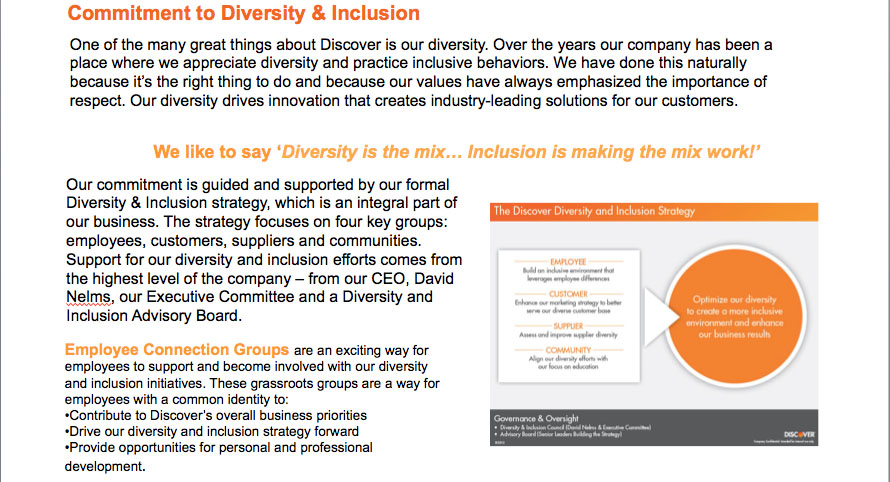 Commitment to Diversity & Inclusion
One of the many great things about Discover is our diversity. Over the years our company has been a
place where we appreciate diversity and practice inclusive behaviors. We have done this naturally
because it's the right thing to do and because our values have always emphasized the importance of
respect. Our diversity drives innovation that creates industry-leading solutions for our customers.
We like to say 'Diversity is the mix… Inclusion is making the mix work!'
Our commitment is guided and supported by our formal
Diversity & Inclusion strategy, which is an integral part of
our business. The strategy focuses on four key groups:
employees, customers, suppliers and communities.
Support for our diversity and inclusion efforts comes from
the highest level of the company – from our CEO, David
Nelms, our Executive Committee and a Diversity and
Inclusion Advisory Board.
Employee Connection Groups are an exciting way for
employees to support and become involved with our diversity
and inclusion initiatives. These grassroots groups are a way for
employees with a common identity to:
•Contribute to Discover's overall business priorities
•Drive our diversity and inclusion strategy forward
•Provide opportunities for personal and professional
development.
The Discover Diversity and Inclusion Strategy
EMPLOYEE
Build an inclusive environment that
leverages employee differences
CUSTOMER
Enhance our marketing strategy to better
serve our diverse customer base
SUPPLIER
Assess and improve supplier diversity
COMMUNITY
Align our diversity efforts with
our focus on education
Optimize our diversity
to create a more inclusive
environment and enhance
our business results
Governance & Oversight
• Diversity & Inclusion Council (David Nelms & Executive Committee)
• Advisory Board (Senior Leaders Building the Strategy)
DISCOVER